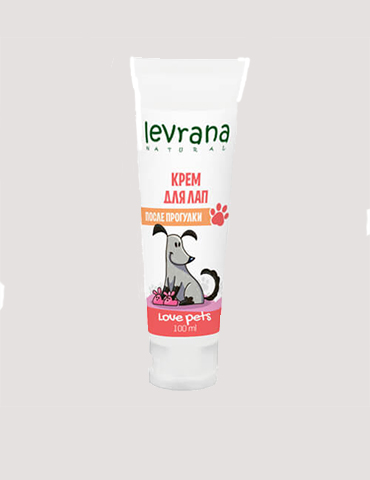 levrana
NATURAL
КРЕМ
ДЛЯ ЛАП
ПОСЛЕ ПРОГУЛКИ
Love pets
100 ml